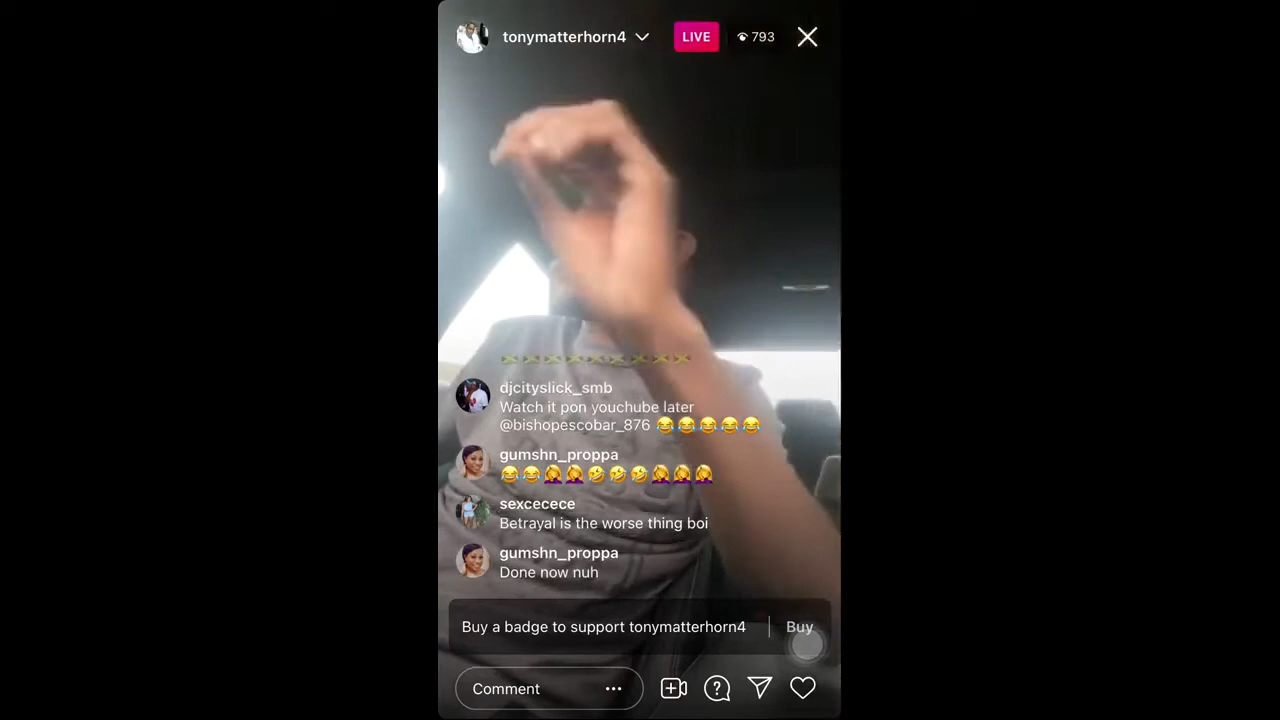 tonymatterhorn4 LIVE 793
🇯🇲🇯🇲🇯🇲🇯🇲🇯🇲🇯🇲🇯🇲🇯🇲🇯🇲
djcityslick_smb
Watch it pon youchube later
@bishopescobar_876 😂😂😂😂😂
gumshn_proppa
😂😂🤦‍♀️🤦‍♀️🤣🤣🤣🤦‍♀️🤦‍♀️🤦‍♀️
sexcecece
Betrayal is the worse thing boi
gumshn_proppa
Done now nuh
Buy a badge to support tonymatterhorn4 | Buy
Comment